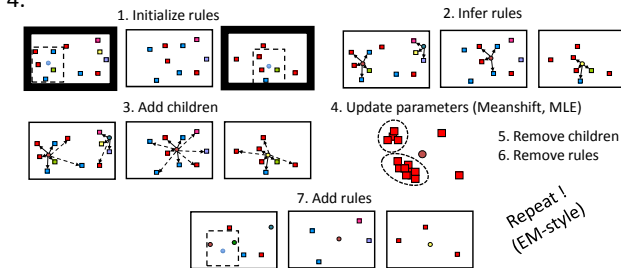 4.
1. Initialize rules
2. Infer rules
3. Add children
4. Update parameters (Meanshift, MLE)
5. Remove children
6. Remove rules
7. Add rules
Repeat !
(EM-style)